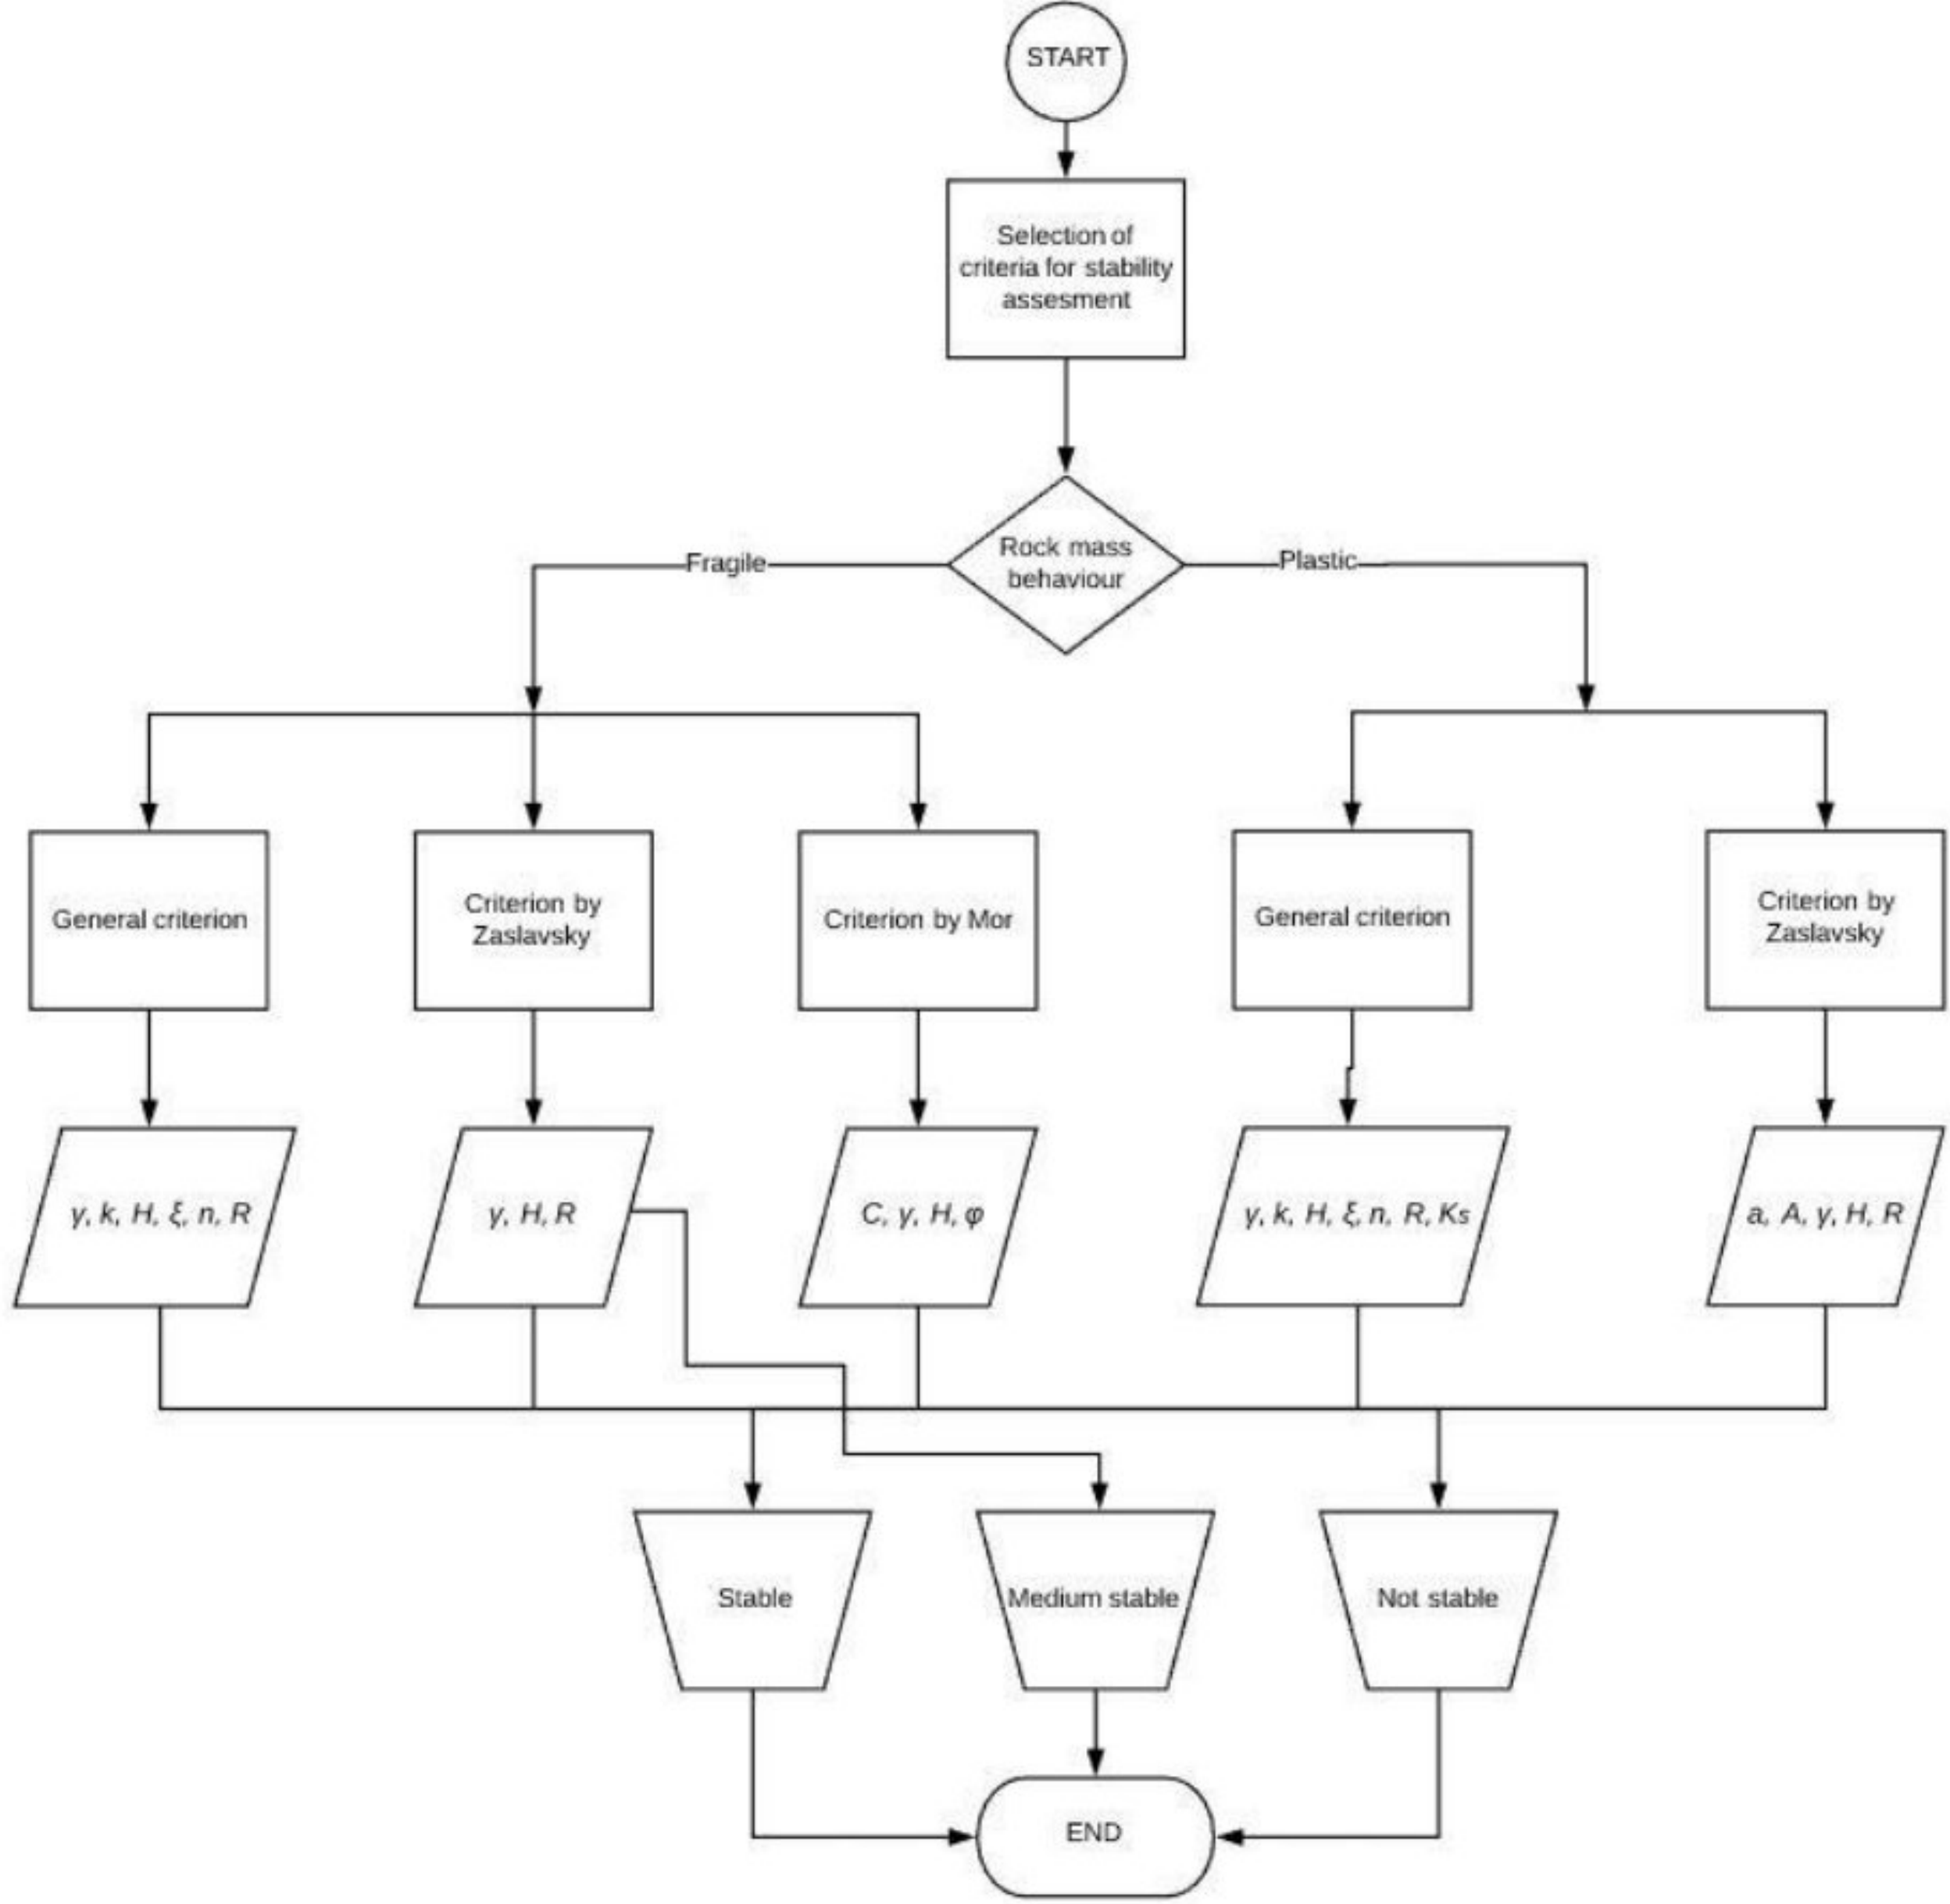 START
Selection of
criteria for stability
assesment
Rock mass
behaviour
Fragile
Plastic
General criterion
Criterion by
Zaslavsky
Criterion by Mor
General criterion
Criterion by
Zaslavsky
γ, k, H, ξ, n, R
γ, H, R
C, γ, H, φ
γ, k, H, ξ, n, R, Ks
a, A, γ, H, R
Stable
Medium stable
Not stable
END